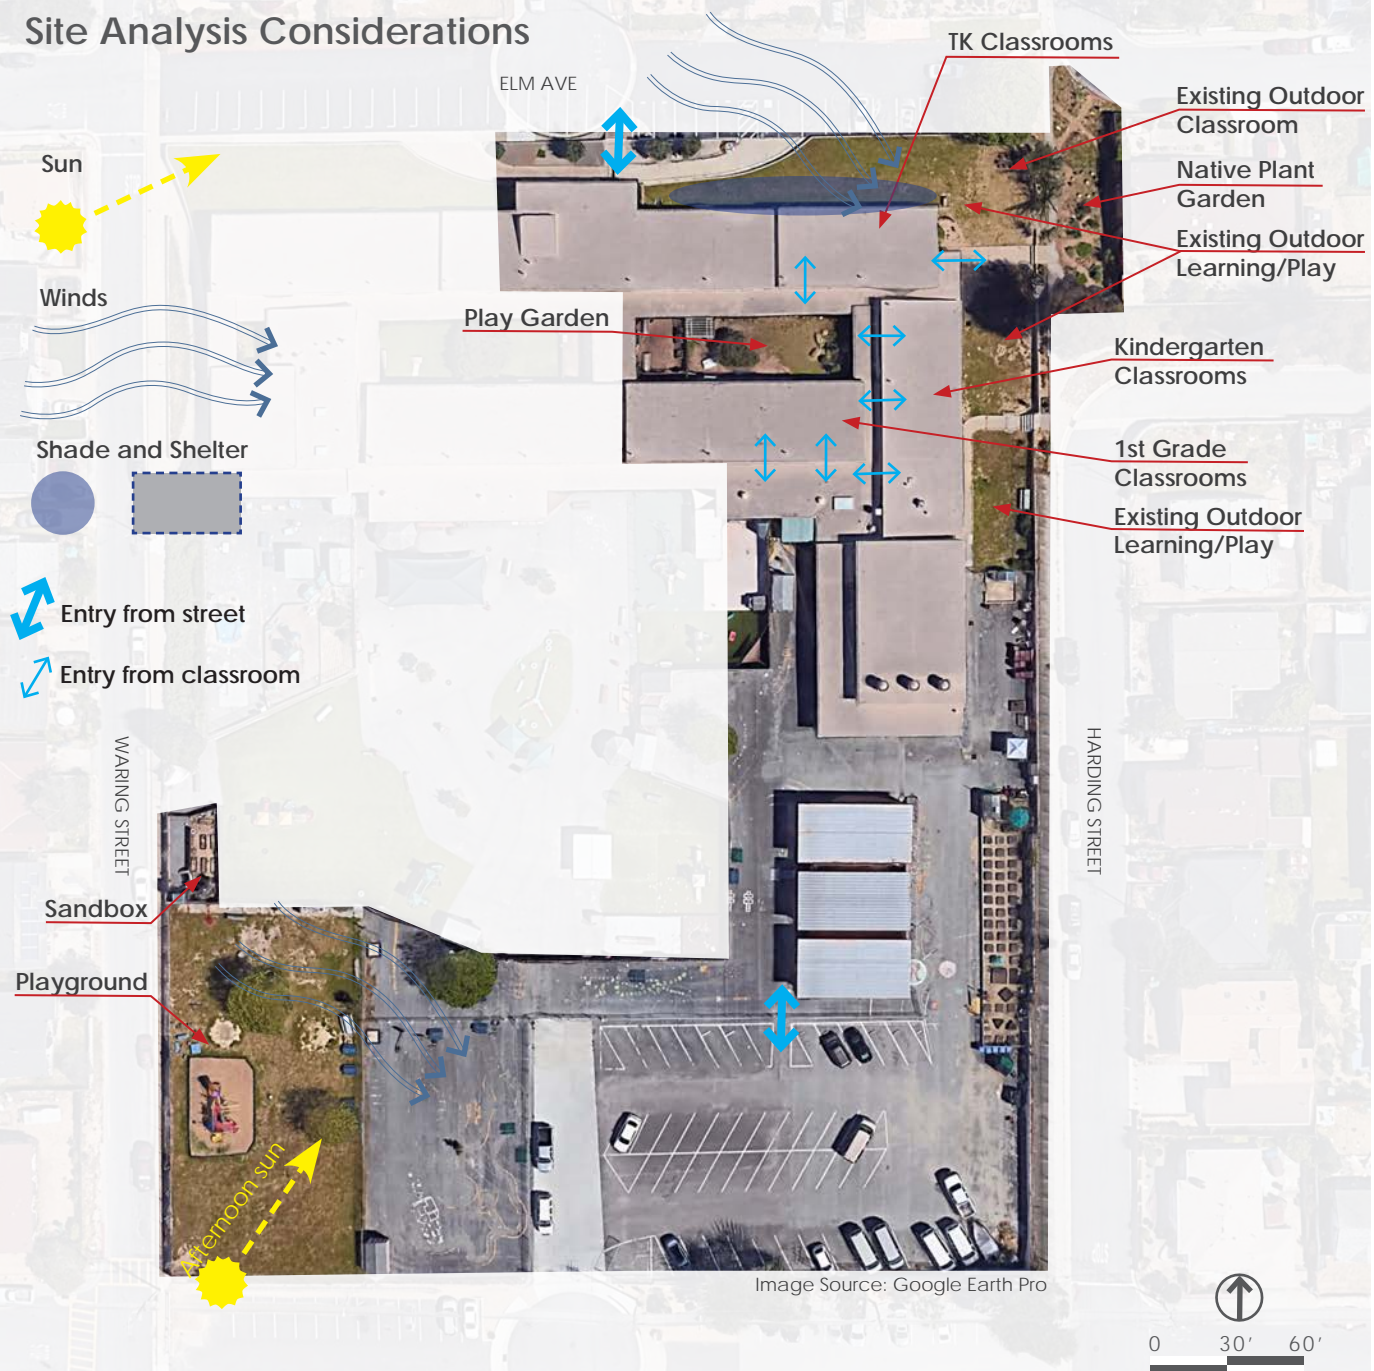 Site Analysis Considerations
ELM AVE
TK Classrooms
Existing Outdoor
Classroom
Native Plant
Garden
Existing Outdoor
Learning/Play
Sun
Winds
Play Garden
Kindergarten
Classrooms
Shade and Shelter
1st Grade
Classrooms
Existing Outdoor
Learning/Play
Entry from street
Entry from classroom
WARING STREET
HARDING STREET
Sandbox
Playground
Afternoon sun
Image Source: Google Earth Pro
0 30' 60'